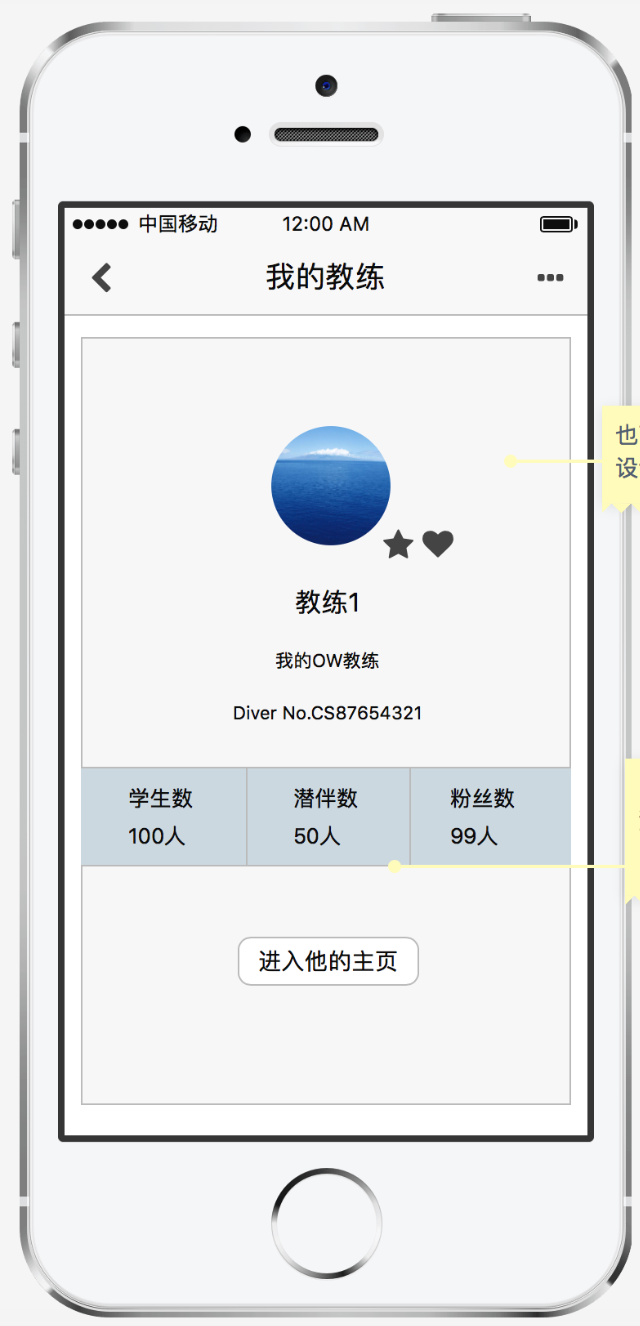 中国移动 12:00 AM
我的教练
也
设
教练1
我的OW教练
Diver No.CS87654321
学生数 潜伴数 粉丝数
100人 50人 99人
进入他的主页